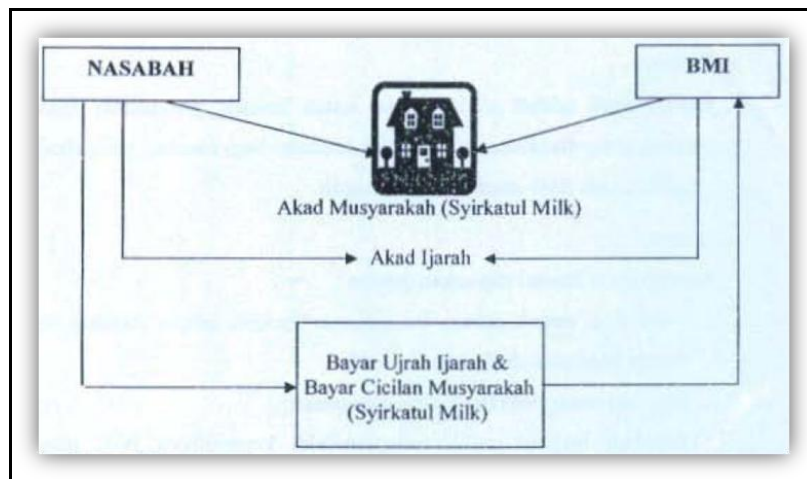 NASABAH
BMI
Akad Musyarakah (Syirkatul Milk)
Akad Ijarah
Bayar Ujrah Ijarah &
Bayar Cicilan Musyarakah
(Syirkatul Milk)